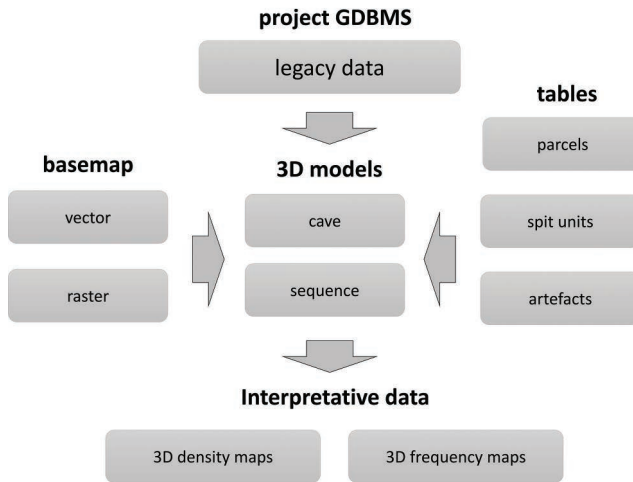 project GDBMS
legacy data
tables
parcels
spit units
artefacts
basemap
vector
raster
3D models
cave
sequence
Interpretative data
3D density maps
3D frequency maps